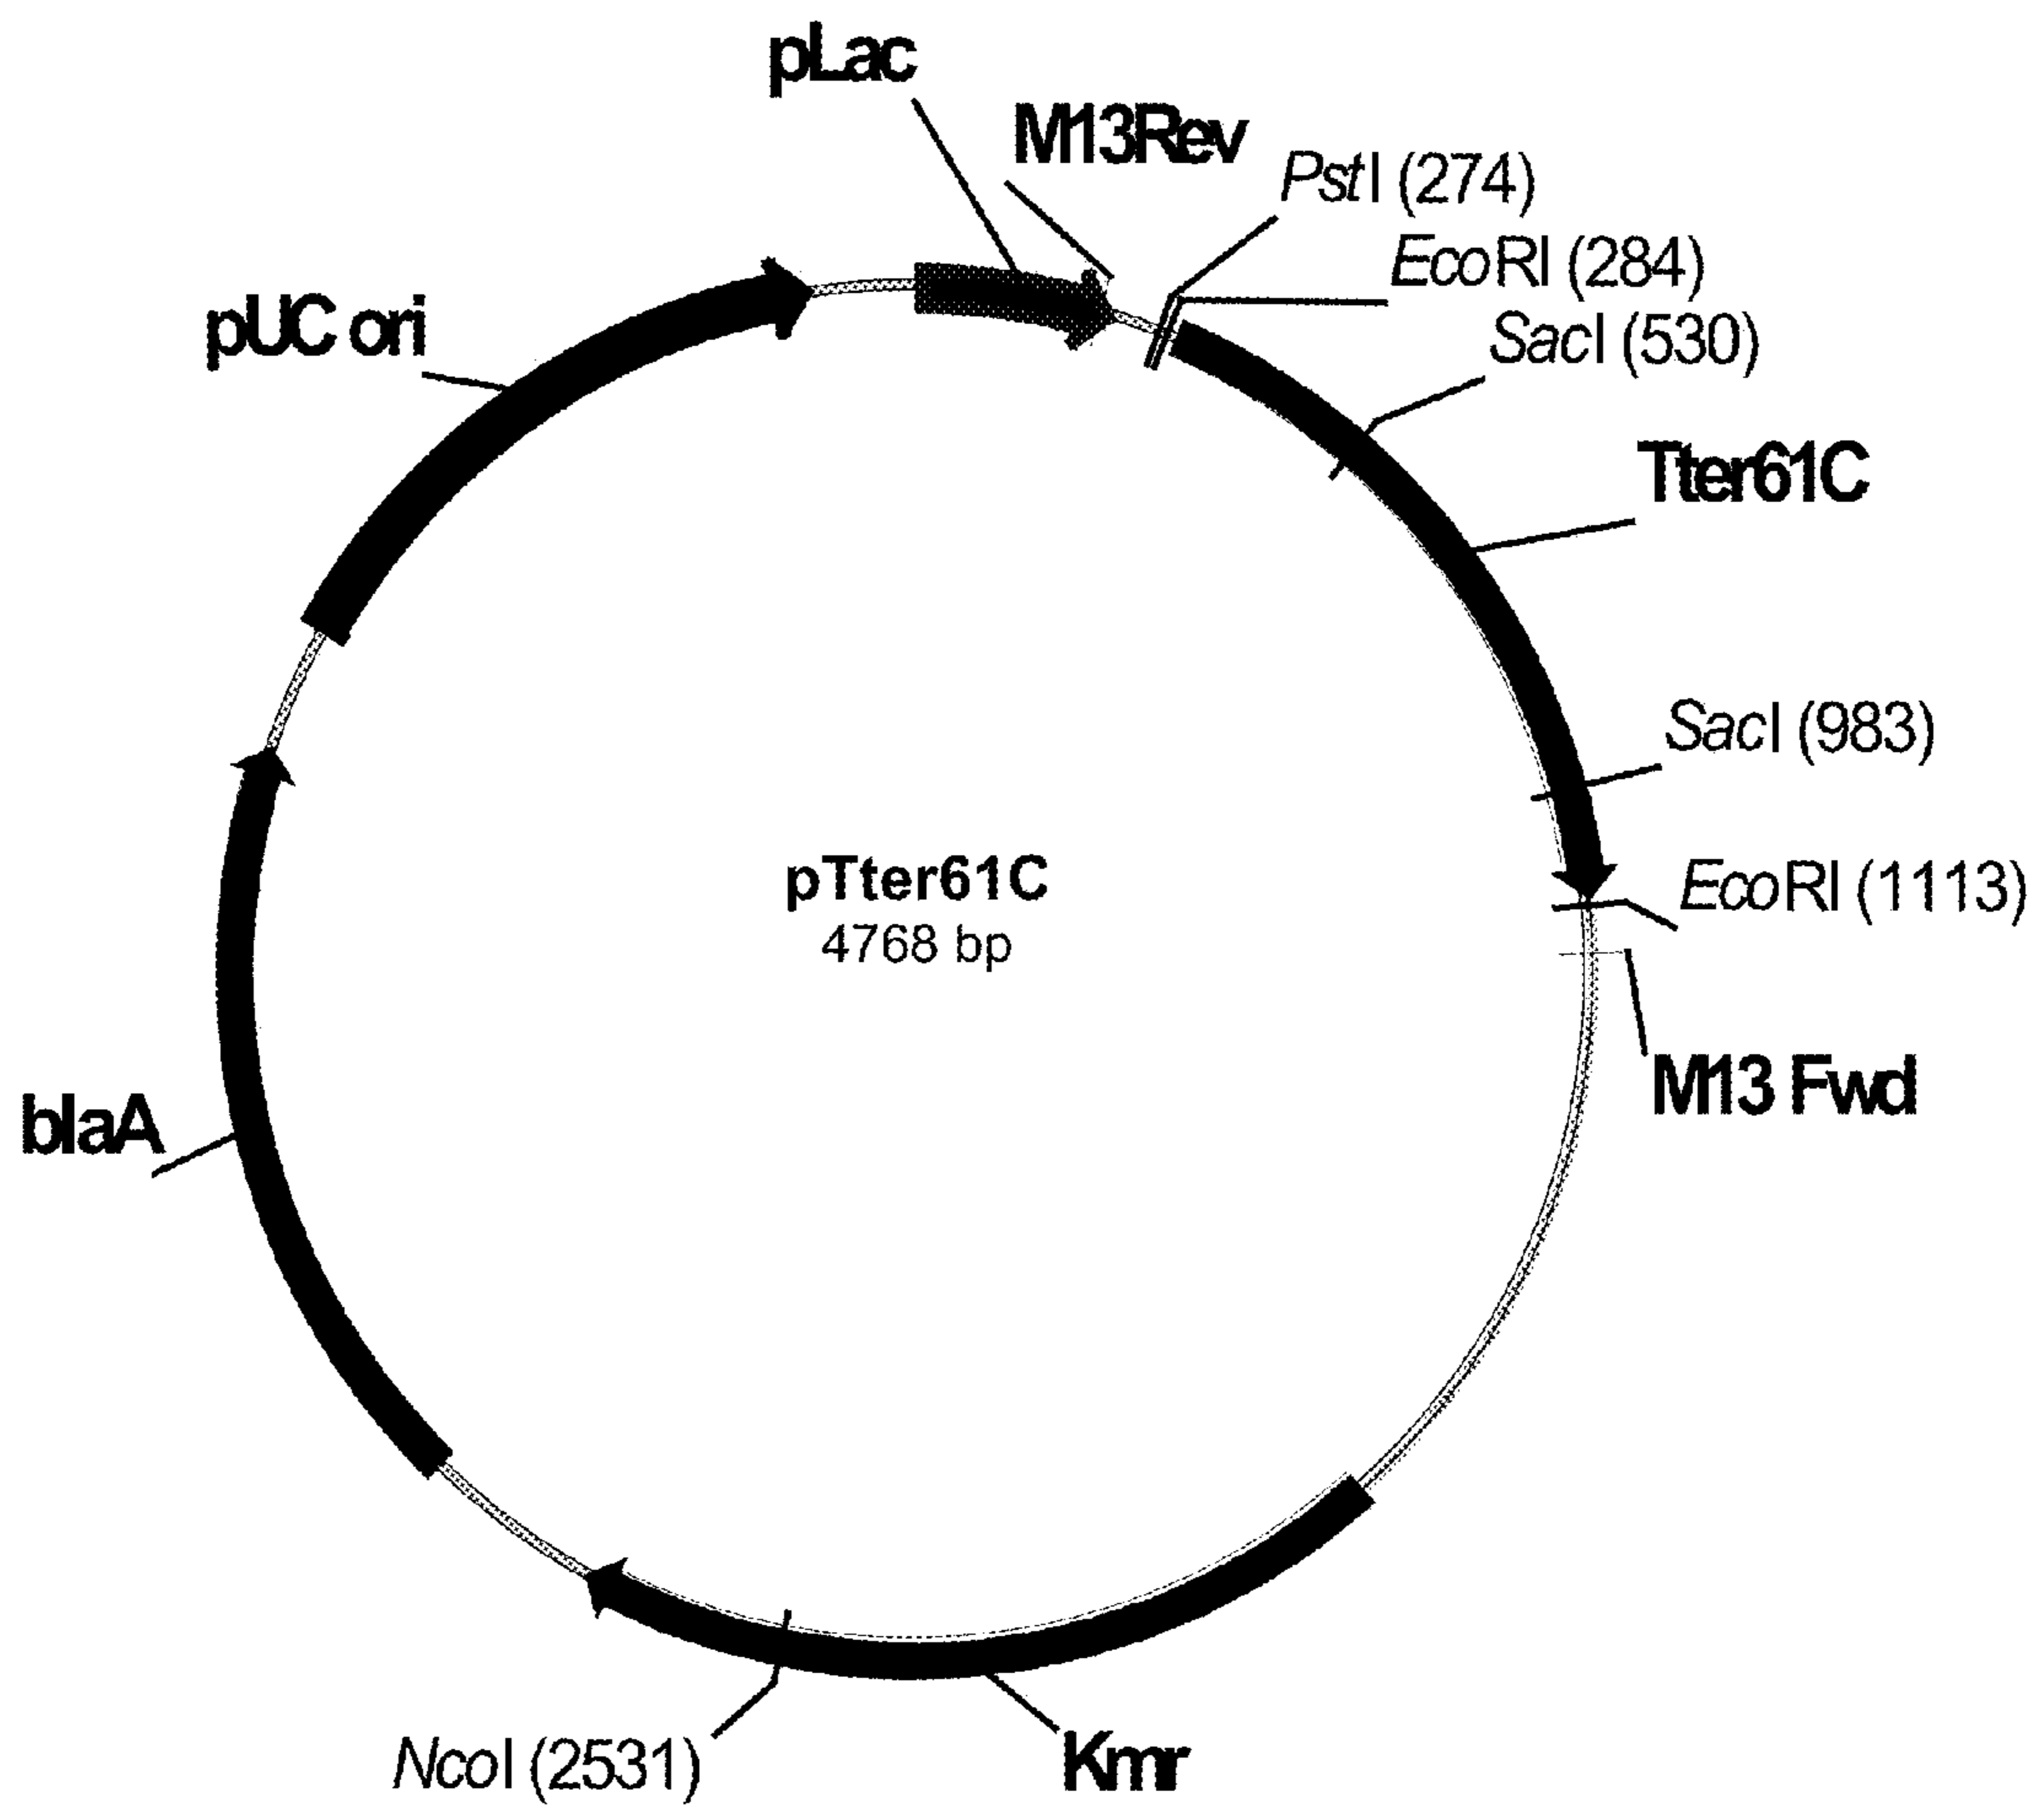 pLac
M13Rev
PstI (274)
EcoRI (284)
SacI (530)
pUC ori
Tter61C
SacI (983)
EcoRI (1113)
pTter61C
4768 bp
M13 Fwd
blaA
NcoI (2531)
Kmr